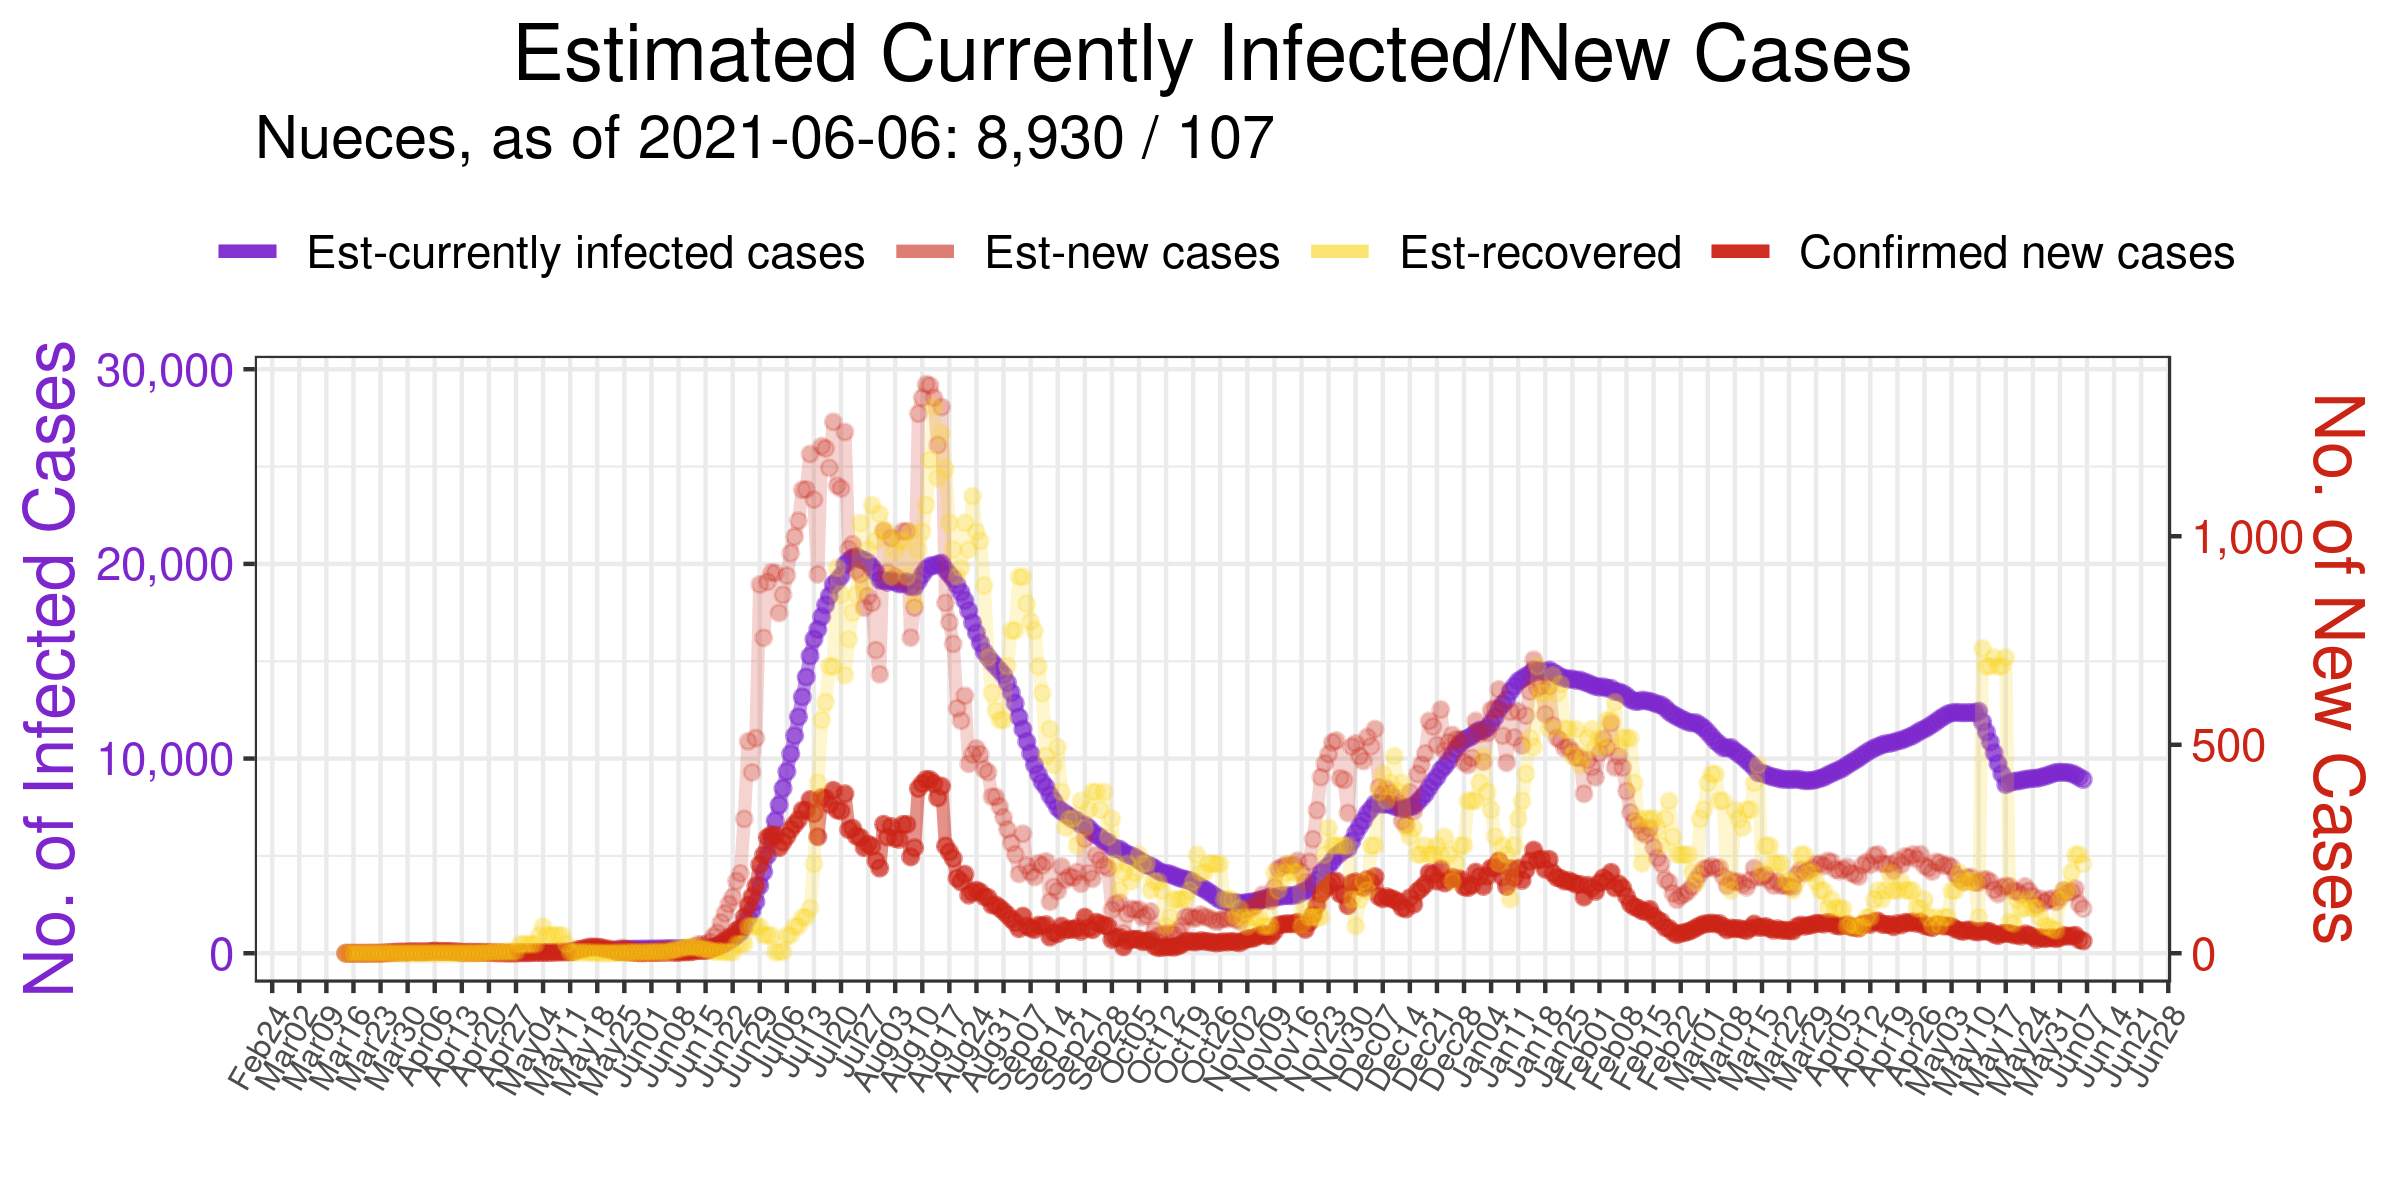 Estimated Currently Infected/New Cases
Nueces, as of 2021-06-06: 8,930 / 107
Est-currently infected cases Est-new cases Est-recovered Confirmed new cases
No. of Infected Cases
30,000
20,000
10,000
0
No. of New Cases
1,000
500
0
Feb24 Mar02 Mar09 Mar16 Mar23 Mar30 Apr06 Apr13 Apr20 Apr27 May04 May11 May18 May25 Jun01 Jun08 Jun15 Jun22 Jun29 Jul06 Jul13 Jul20 Jul27 Aug03 Aug10 Aug17 Aug24 Aug31 Sep07 Sep14 Sep21 Sep28 Oct05 Oct12 Oct19 Oct26 Nov02 Nov09 Nov16 Nov23 Nov30 Dec07 Dec14 Dec21 Dec28 Jan04 Jan11 Jan18 Jan25 Feb01 Feb08 Feb15 Feb22 Mar01 Mar08 Mar15 Mar22 Mar29 Apr05 Apr12 Apr19 Apr26 May03 May10 May17 May24 May31 Jun07 Jun14 Jun21 Jun28